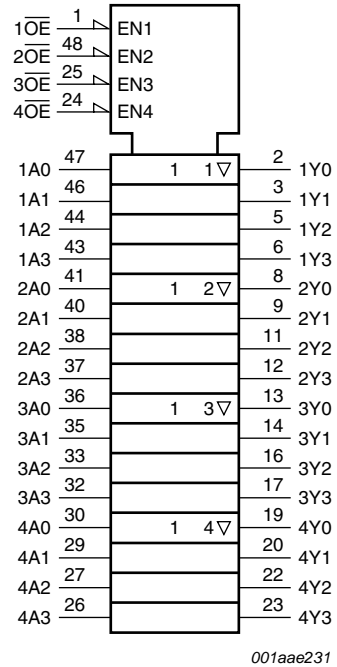 1OE 1 EN1
2OE 48 EN2
3OE 25 EN3
4OE 24 EN4
1A0 47 1 1▽ 2 1Y0
1A1 46 3 1Y1
1A2 44 5 1Y2
1A3 43 6 1Y3
2A0 41 1 2▽ 8 2Y0
2A1 40 9 2Y1
2A2 38 11 2Y2
2A3 37 12 2Y3
3A0 36 1 3▽ 13 3Y0
3A1 35 14 3Y1
3A2 33 16 3Y2
3A3 32 17 3Y3
4A0 30 1 4▽ 19 4Y0
4A1 29 20 4Y1
4A2 27 22 4Y2
4A3 26 23 4Y3
001aae231